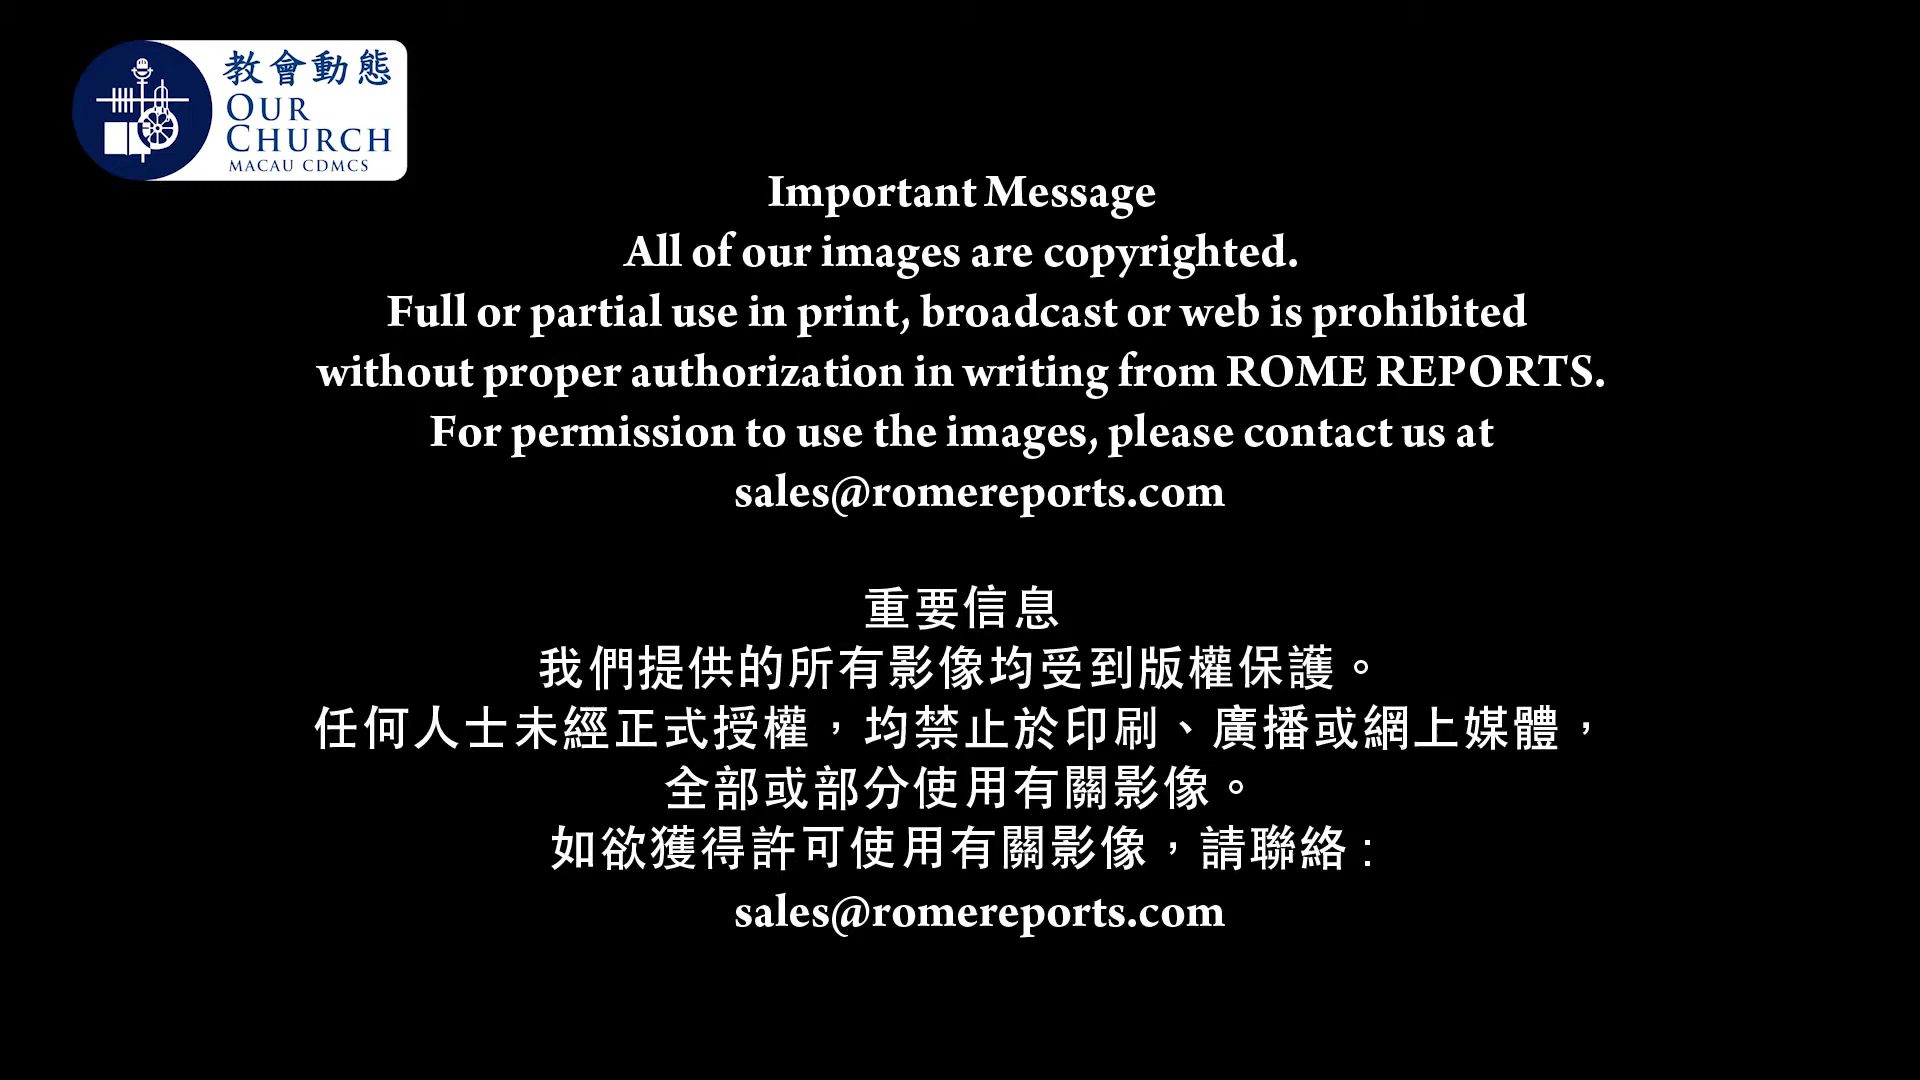 教會動態
OUR
CHURCH
MACAU CDMCS
Important Message
All of our images are copyrighted.
Full or partial use in print, broadcast or web is prohibited
without proper authorization in writing from ROME REPORTS.
For permission to use the images, please contact us at
sales@romereports.com
重要信息
我們提供的所有影像均受到版權保護。
任何人士未經正式授權，均禁止於印刷、廣播或網上媒體，
全部或部分使用有關影像。
如欲獲得許可使用有關影像，請聯絡:
sales@romereports.com